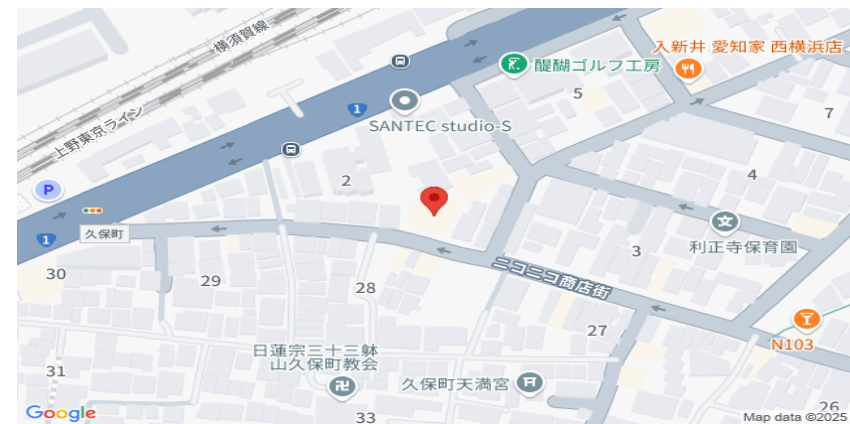 横須賀線
上野東京ライン
入新井 愛知家 西横浜店
醍醐ゴルフ工房
5
7
1
SANTEC studio-S
2
4
P
1
久保町
利正寺保育園
3
ニコニコ商店街
30
29
28
27
N103
日蓮宗三十三躰
山久保町教会
久保町天満宮
31
33
26
Google
Map data ©2025